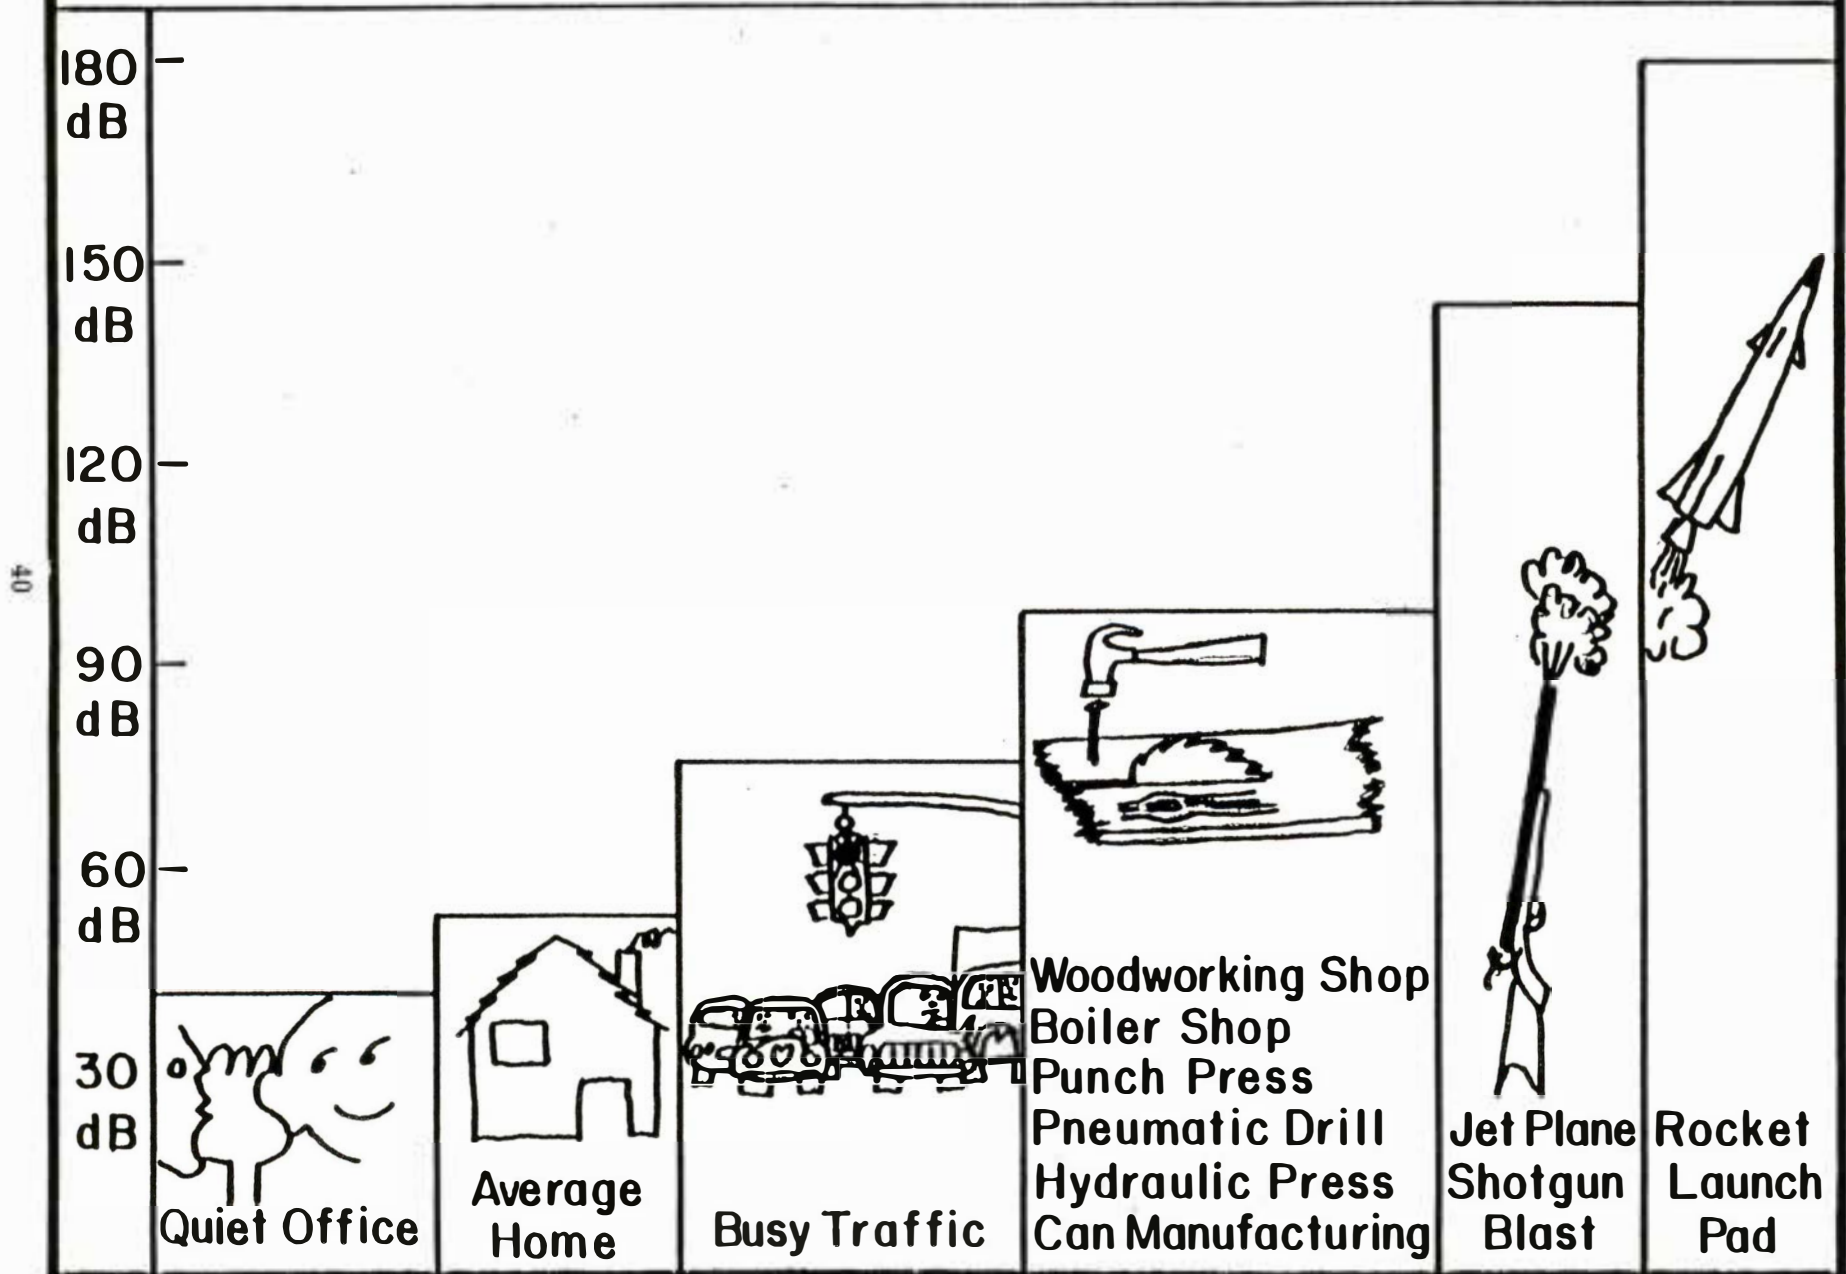 180
dB
150
dB
120
dB
90
dB
60
dB
30
dB
40
Quiet Office
Average
Home
Busy Traffic
Woodworking Shop
Boiler Shop
Punch Press
Pneumatic Drill
Hydraulic Press
Can Manufacturing
Jet Plane
Shotgun
Blast
Rocket
Launch
Pad